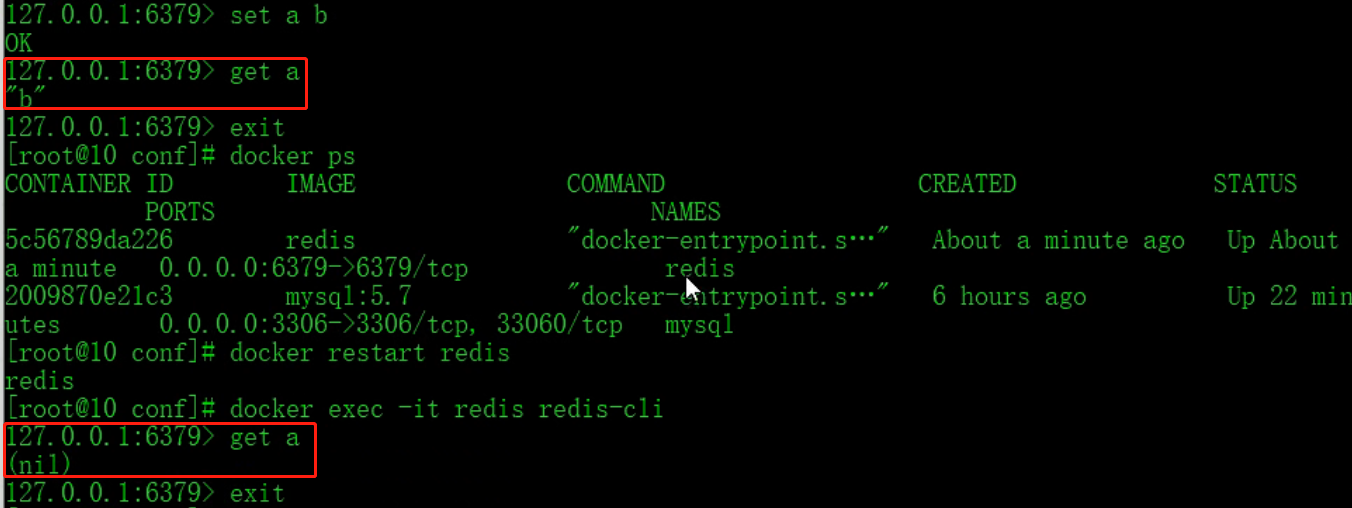 127.0.0.1:6379> set a b
OK
127.0.0.1:6379> get a
"b"
127.0.0.1:6379> exit
[root@10 conf]# docker ps
CONTAINER ID        IMAGE               COMMAND                  CREATED              STATUS
          PORTS                               NAMES
5c56789da226        redis               "docker-entrypoint.s…"   About a minute ago   Up About
a minute   0.0.0.0:6379->6379/tcp              redis
2009870e21c3        mysql:5.7           "docker-entrypoint.s…"   6 hours ago          Up 22 min
utes       0.0.0.0:3306->3306/tcp, 33060/tcp   mysql
[root@10 conf]# docker restart redis
redis
[root@10 conf]# docker exec -it redis redis-cli
127.0.0.1:6379> get a
(nil)
127.0.0.1:6379> exit